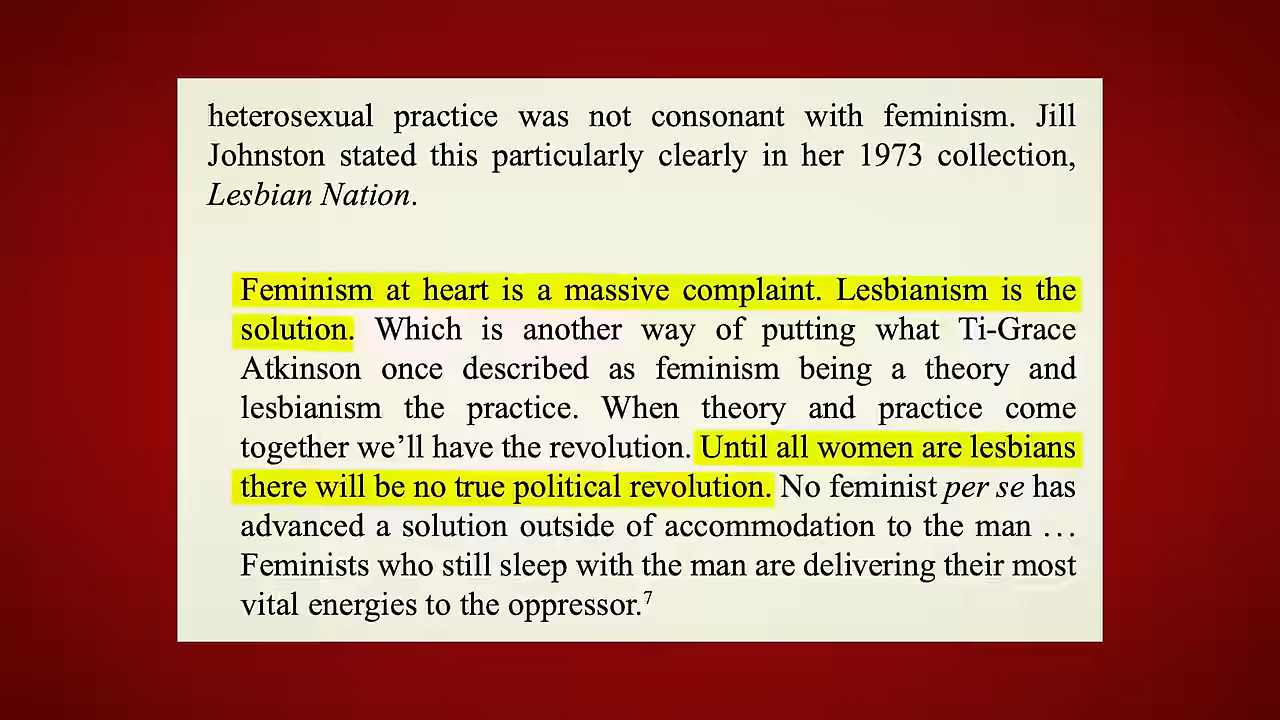 heterosexual practice was not consonant with feminism. Jill
Johnston stated this particularly clearly in her 1973 collection,
Lesbian Nation.
Feminism at heart is a massive complaint. Lesbianism is the
solution. Which is another way of putting what Ti-Grace
Atkinson once described as feminism being a theory and
lesbianism the practice. When theory and practice come
together we’ll have the revolution. Until all women are lesbians
there will be no true political revolution. No feminist per se has
advanced a solution outside of accommodation to the man …
Feminists who still sleep with the man are delivering their most
vital energies to the oppressor.7